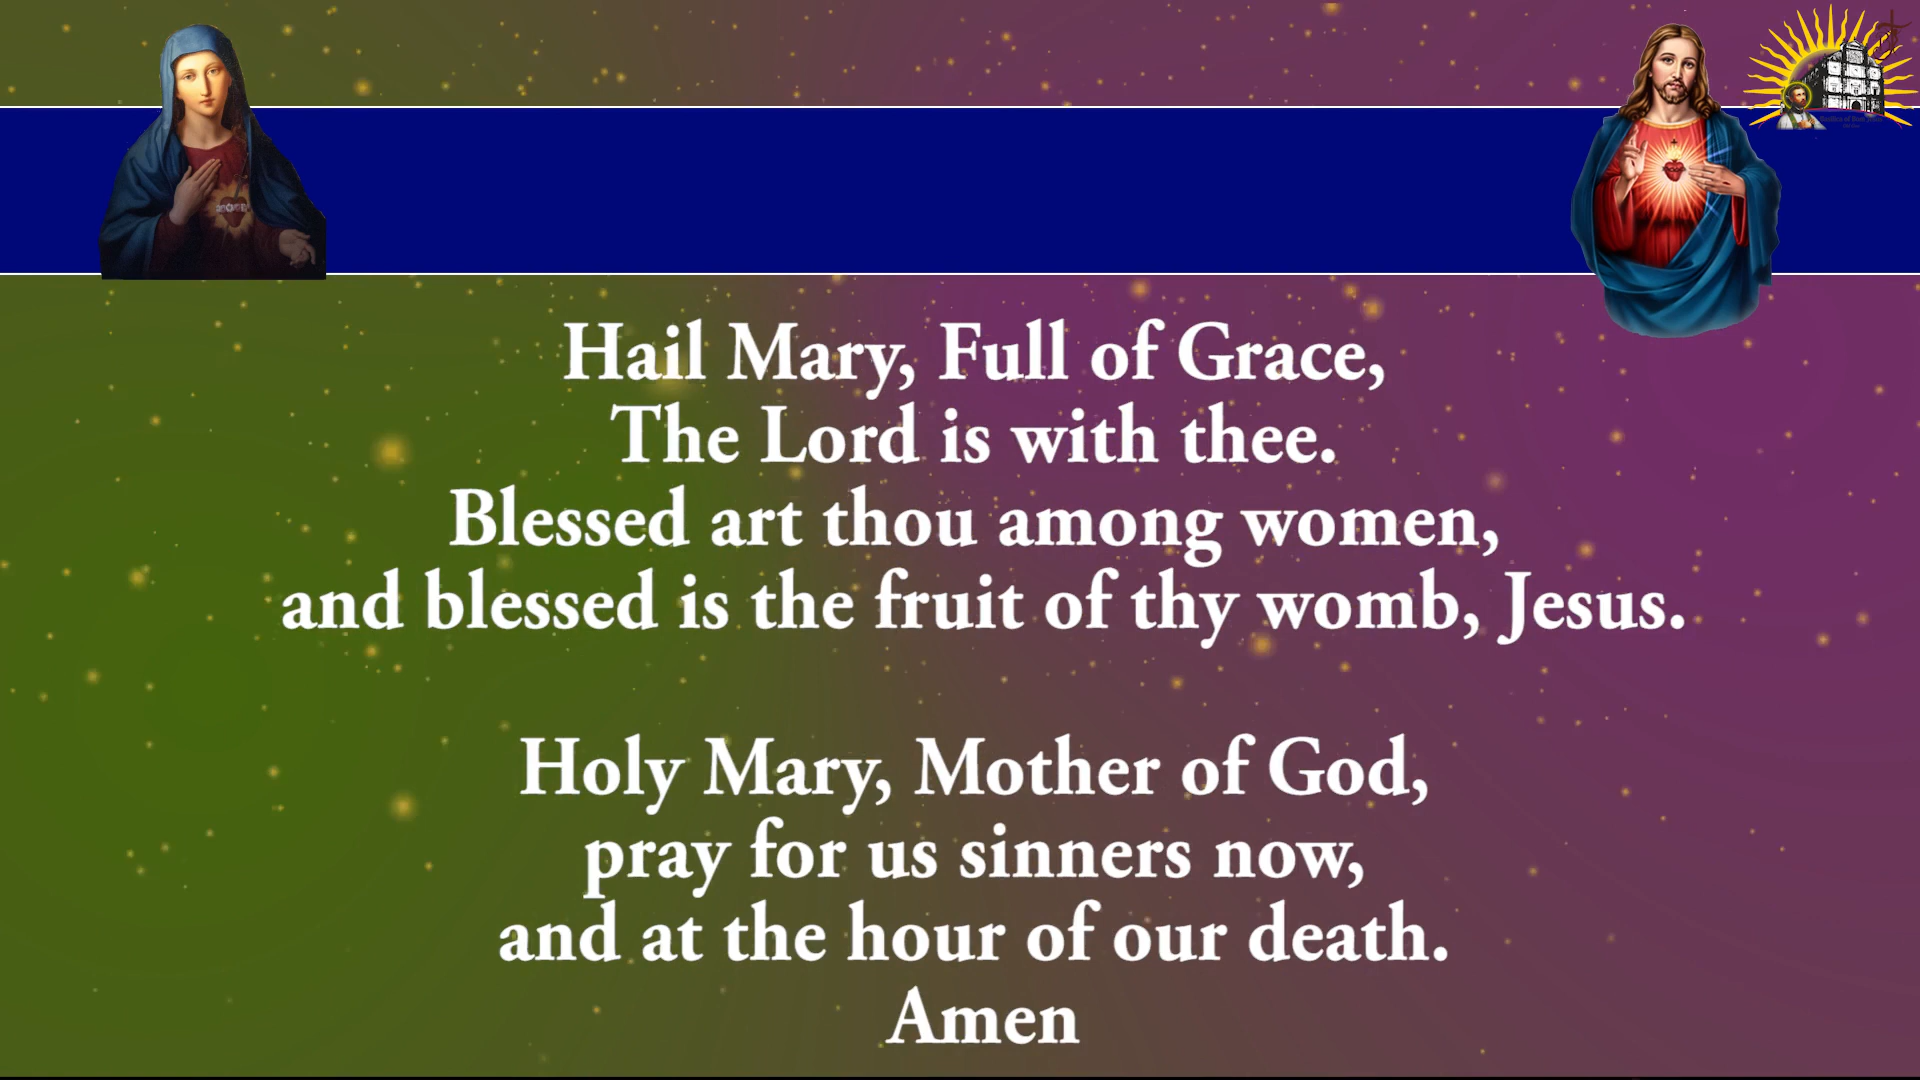 Hail Mary, Full of Grace,
The Lord is with thee.
Blessed art thou among women,
and blessed is the fruit of thy womb, Jesus.
Holy Mary, Mother of God,
pray for us sinners now,
and at the hour of our death.
Amen